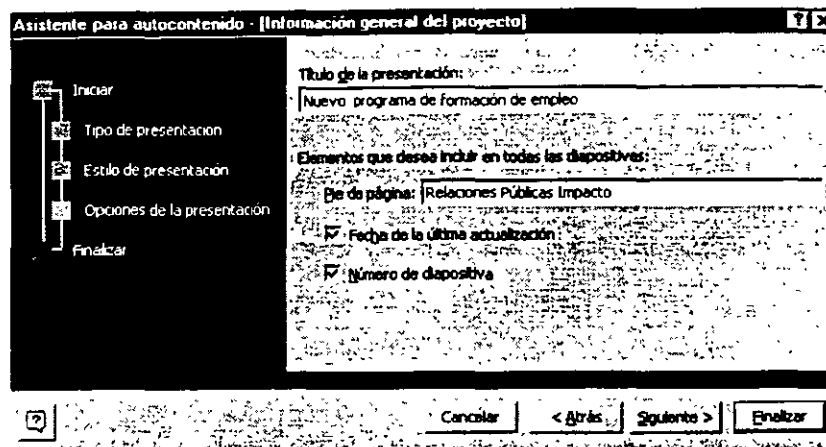 Asistente para autocontenido - [Información general del proyecto]
Iniciar
Tipo de presentación
Estilo de presentación
Opciones de la presentación
Finalizar
Título de la presentación:
Nuevo programa de formación de empleo
Elementos que desea incluir en todas las diapositivas:
Pie de página: Relaciones Públicas Impacto
Fecha de la última actualización
Número de diapositiva
Cancelar < Atrás Siguiente > Finalizar